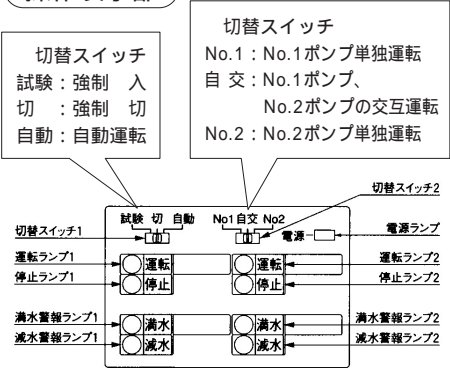 切替スイッチ
試験：強制　入
切　：強制　切
自動：自動運転
切替スイッチ
No.1：No.1ポンプ単独運転
自 交：No.1ポンプ、
No.2ポンプの交互運転
No.2：No.2ポンプ単独運転
切替スイッチ2
試験 切 自動 No1 自交 No2
切替スイッチ1
電源
電源ランプ
運転ランプ1
運転
運転
運転ランプ2
停止ランプ1
停止
停止
停止ランプ2
満水警報ランプ1
満水
満水
満水警報ランプ2
減水警報ランプ1
減水
減水
減水警報ランプ2